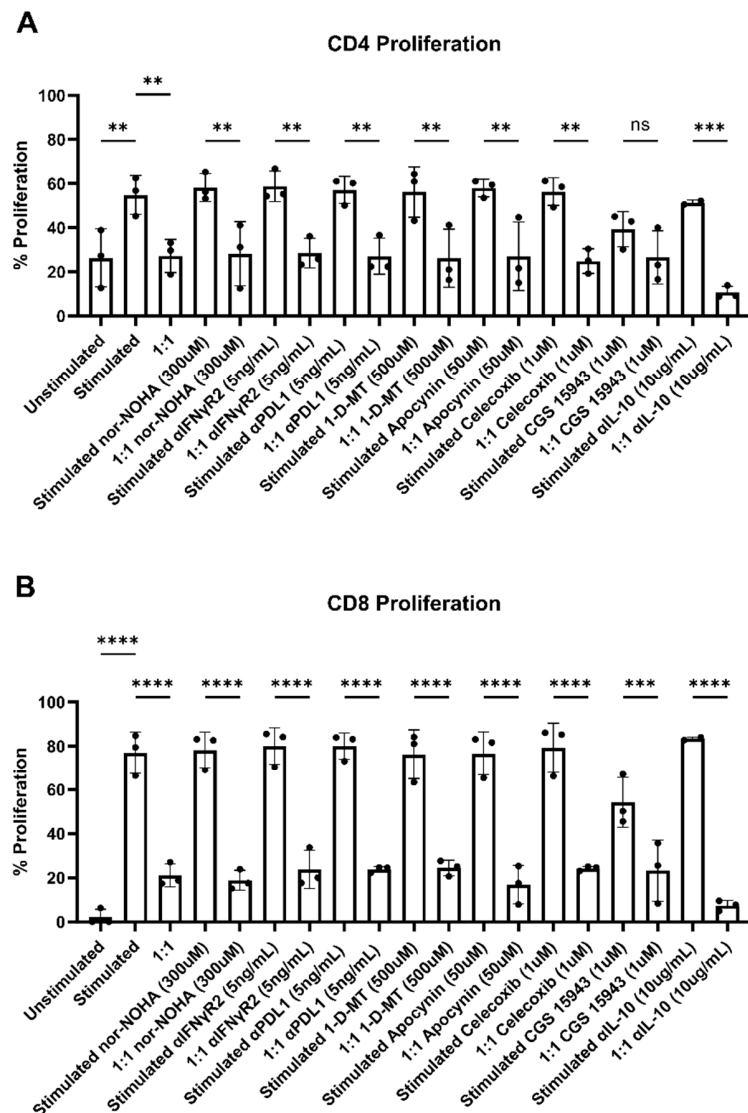 A
CD4 Proliferation
**
**
**
**
**
**
**
**
ns
***
100
80
60
40
20
0
% Proliferation
Unstimulated
Stimulated
1:1
Stimulated nor-NOHA (300uM)
1:1 nor-NOHA (300uM)
Stimulated αIFNγR2 (5ng/mL)
1:1 αIFNγR2 (5ng/mL)
Stimulated αPDL1 (5ng/mL)
1:1 αPDL1 (5ng/mL)
Stimulated 1-D-MT (500uM)
1:1 1-D-MT (500uM)
Stimulated Apocynin (50uM)
1:1 Apocynin (50uM)
Stimulated Celecoxib (1uM)
1:1 Celecoxib (1uM)
Stimulated CGS 15943 (1uM)
1:1 CGS 15943 (1uM)
Stimulated αIL-10 (10ug/mL)
1:1 αIL-10 (10ug/mL)
B
CD8 Proliferation
****
****
****
****
****
****
****
****
***
****
100
80
60
40
20
0
% Proliferation
Unstimulated
Stimulated
1:1
Stimulated nor-NOHA (300uM)
1:1 nor-NOHA (300uM)
Stimulated αIFNγR2 (5ng/mL)
1:1 αIFNγR2 (5ng/mL)
Stimulated αPDL1 (5ng/mL)
1:1 αPDL1 (5ng/mL)
Stimulated 1-D-MT (500uM)
1:1 1-D-MT (500uM)
Stimulated Apocynin (50uM)
1:1 Apocynin (50uM)
Stimulated Celecoxib (1uM)
1:1 Celecoxib (1uM)
Stimulated CGS 15943 (1uM)
1:1 CGS 15943 (1uM)
Stimulated αIL-10 (10ug/mL)
1:1 αIL-10 (10ug/mL)